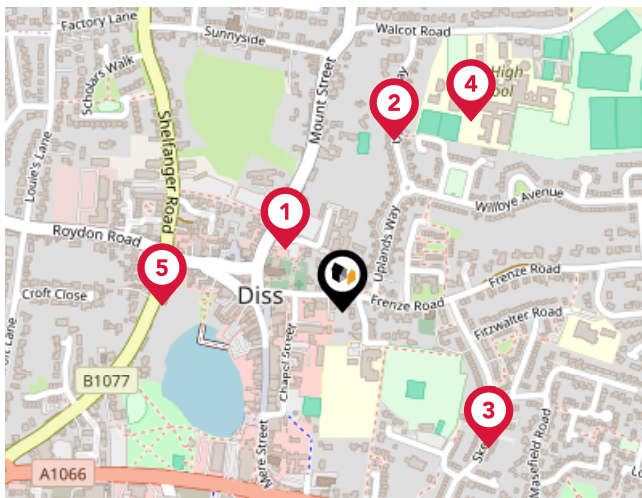 Factory Lane
Sunnyside
Walcot Road
Scholars Walk
Mount Street
High
4
2
Shelfanger Road
Louie's Lane
Willbye Avenue
1
Uplands Way
Roydon Road
5
Frenze Road
Croft Close
Diss
Frenze Road
Fitzwalter Road
Chapel Street
B1077
3
Mere Street
Masefield Road
A1066